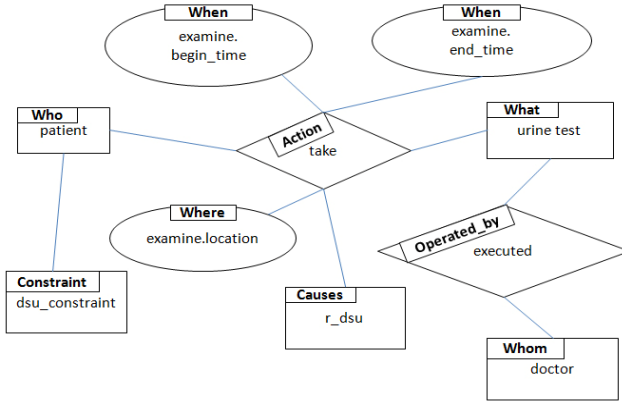 When
examine.
begin_time
When
examine.
end_time
Who
patient
Action
take
What
urine test
Where
examine.location
Operated_by
executed
Constraint
dsu_constraint
Causes
r_dsu
Whom
doctor